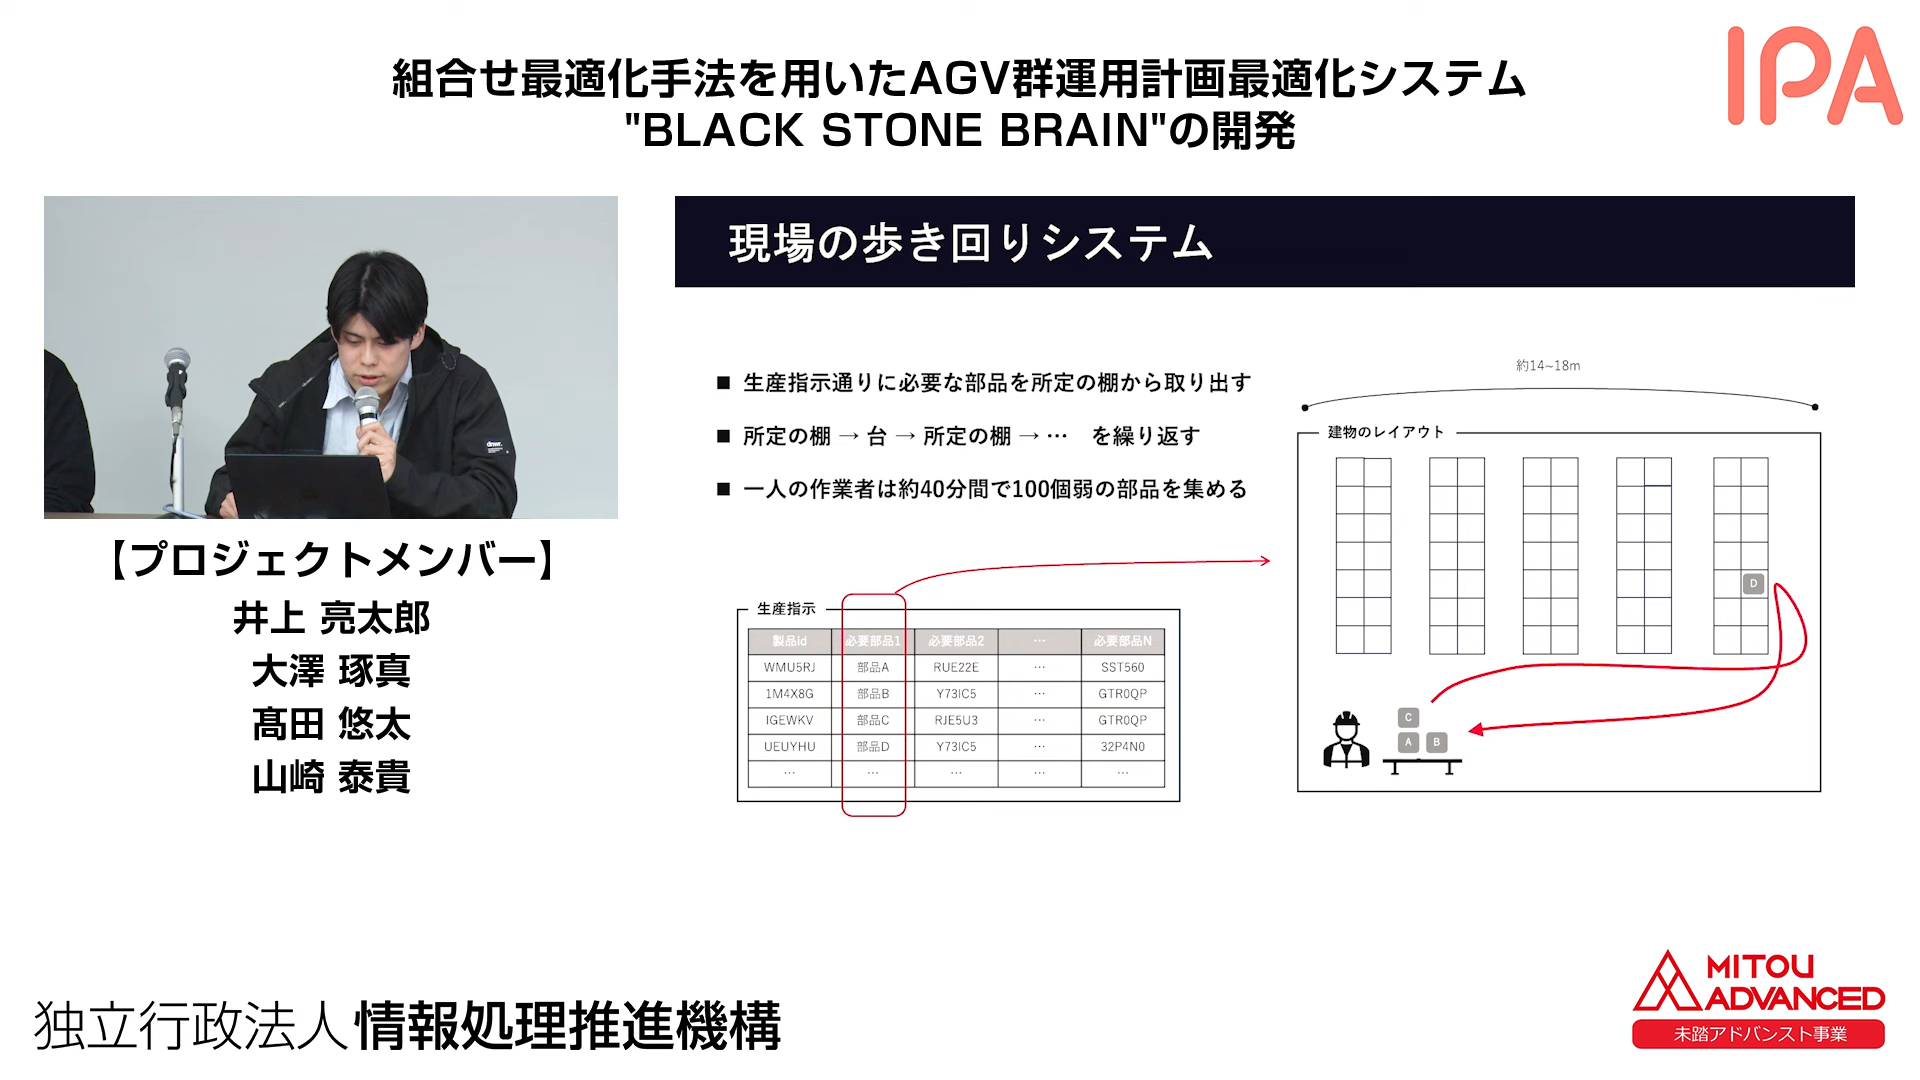 組合せ最適化手法を用いたAGV群運用計画最適化システム
"BLACK STONE BRAIN"の開発
IPA
現場の歩き回りシステム
■ 生産指示通りに必要な部品を所定の棚から取り出す
■ 所定の棚 → 台 → 所定の棚 → … を繰り返す
■ 一人の作業者は約40分間で100個弱の部品を集める
生産指示
製品id 必要部品1 必要部品2 … 必要部品N
WMU5RJ 部品A RUE22E … SST560
1M4X8G 部品B Y73IC5 … GTR0QP
IGEWKV 部品C RJE5U3 … GTR0QP
UEUYHU 部品D Y73IC5 … 32P4N0
… … … … …
約14~18m
建物のレイアウト
D
C
A B
【プロジェクトメンバー】
井上 亮太郎
大澤 琢真
髙田 悠太
山崎 泰貴
独立行政法人情報処理推進機構
MITOU
ADVANCED
未踏アドバンスト事業